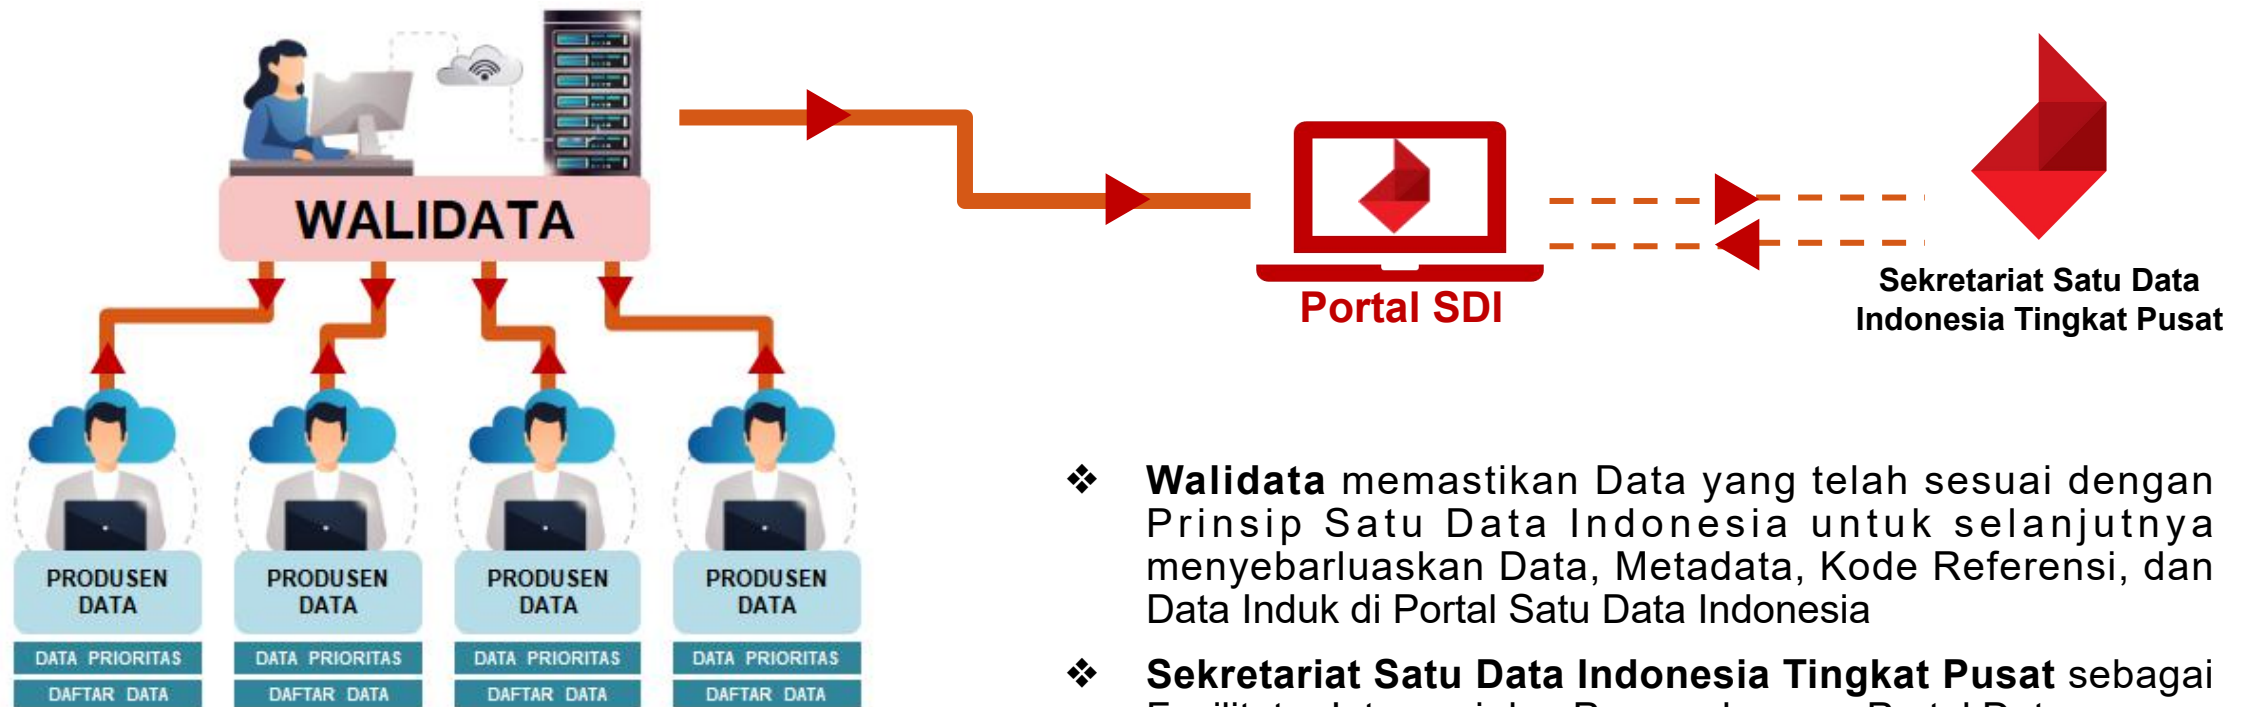 WALIDATA
Portal SDI
Sekretariat Satu Data
Indonesia Tingkat Pusat
PRODUSEN
DATA
DATA PRIORITAS
DAFTAR DATA
PRODUSEN
DATA
DATA PRIORITAS
DAFTAR DATA
PRODUSEN
DATA
DATA PRIORITAS
DAFTAR DATA
PRODUSEN
DATA
DATA PRIORITAS
DAFTAR DATA
❖ Walidata memastikan Data yang telah sesuai dengan
Prinsip Satu Data Indonesia untuk selanjutnya
menyebarluaskan Data, Metadata, Kode Referensi, dan
Data Induk di Portal Satu Data Indonesia
❖ Sekretariat Satu Data Indonesia Tingkat Pusat sebagai